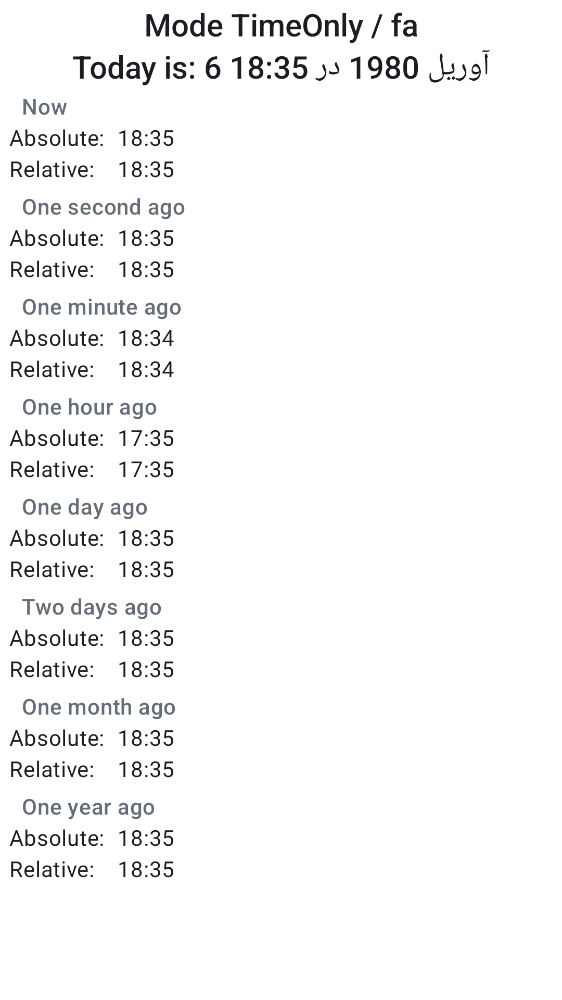 Mode TimeOnly / fa
Today is: 6 آوریل 1980 در 18:35
Now
Absolute: 18:35
Relative: 18:35
One second ago
Absolute: 18:35
Relative: 18:35
One minute ago
Absolute: 18:34
Relative: 18:34
One hour ago
Absolute: 17:35
Relative: 17:35
One day ago
Absolute: 18:35
Relative: 18:35
Two days ago
Absolute: 18:35
Relative: 18:35
One month ago
Absolute: 18:35
Relative: 18:35
One year ago
Absolute: 18:35
Relative: 18:35